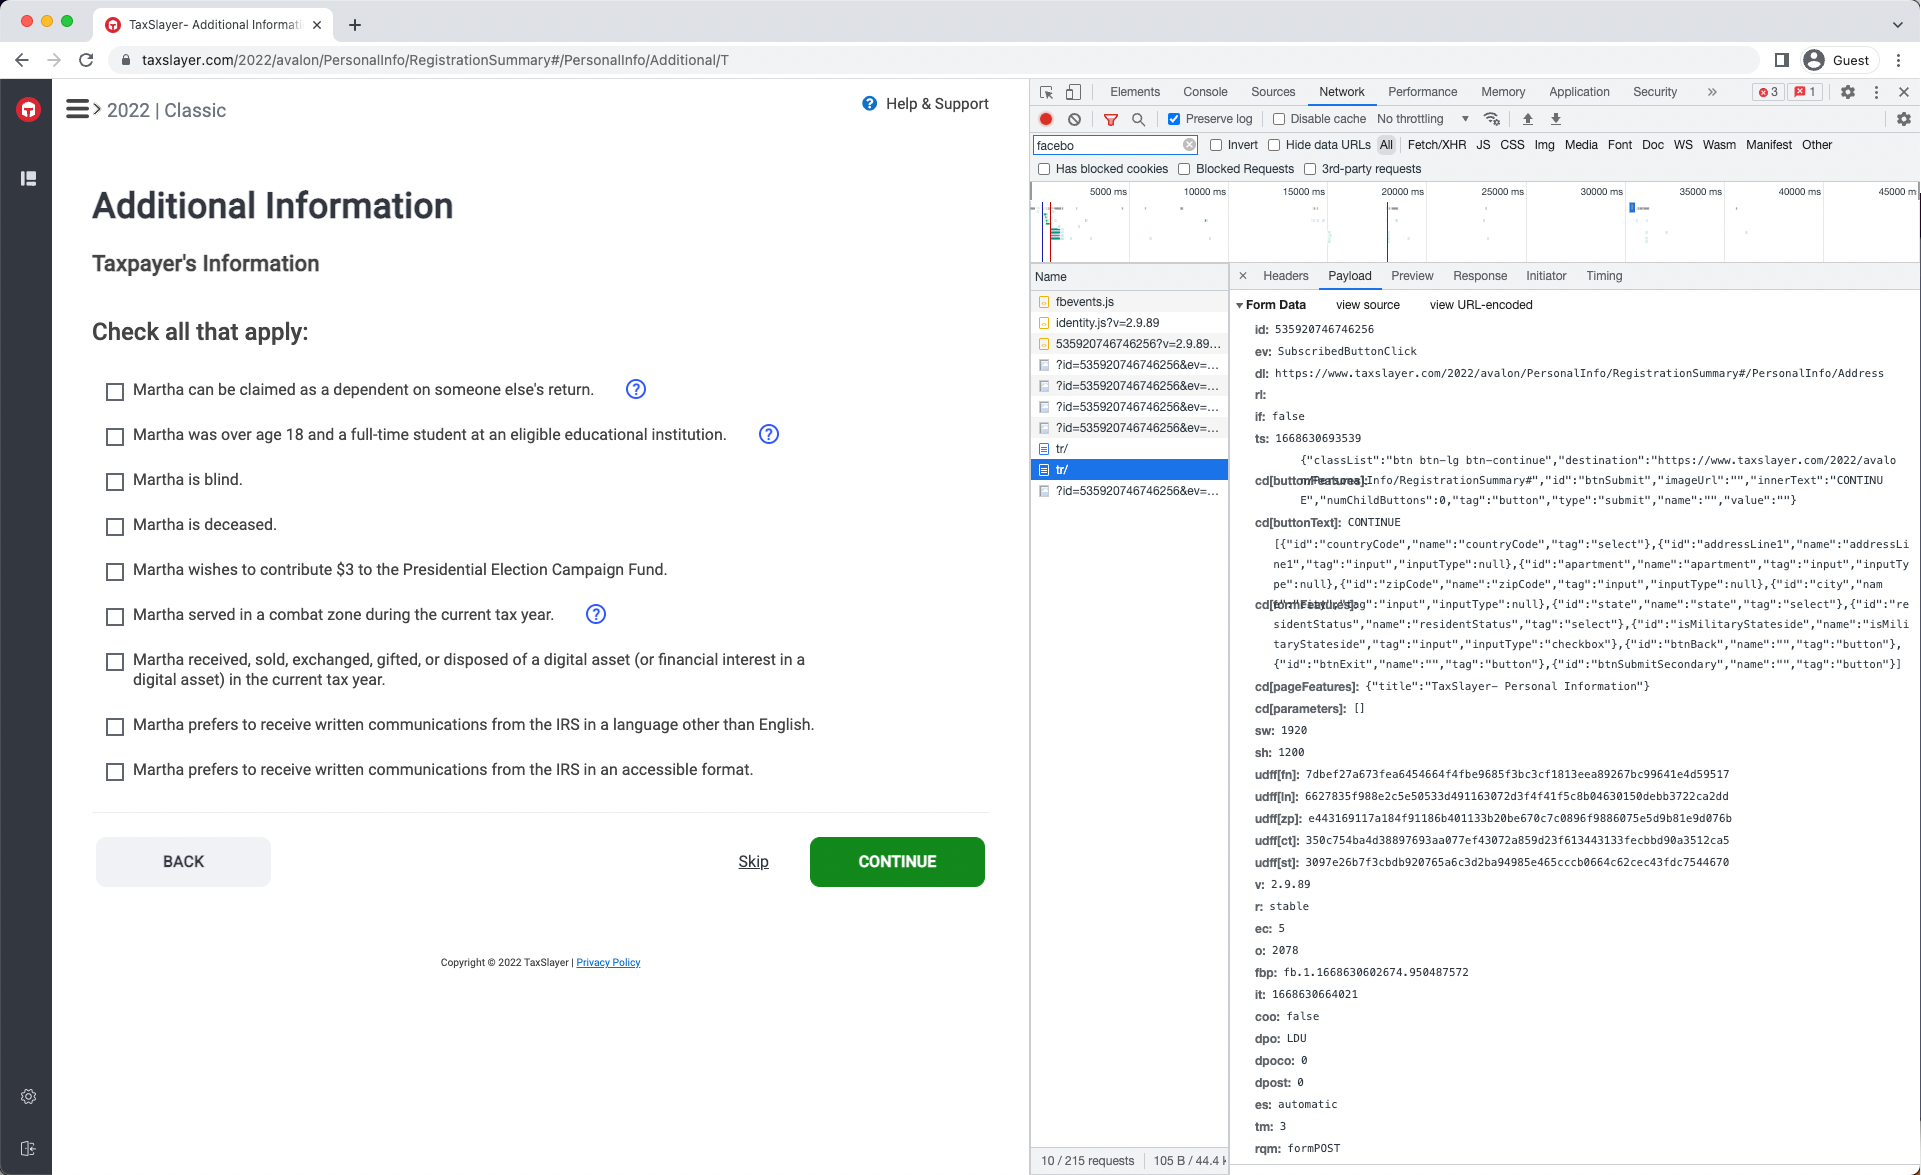 TaxSlayer- Additional Informati
taxslayer.com/2022/avalon/PersonalInfo/RegistrationSummary#/PersonalInfo/Additional/T
Guest
2022 | Classic
Help & Support
Additional Information
Taxpayer's Information
Check all that apply:
Martha can be claimed as a dependent on someone else's return.
Martha was over age 18 and a full-time student at an eligible educational institution.
Martha is blind.
Martha is deceased.
Martha wishes to contribute $3 to the Presidential Election Campaign Fund.
Martha served in a combat zone during the current tax year.
Martha received, sold, exchanged, gifted, or disposed of a digital asset (or financial interest in a
digital asset) in the current tax year.
Martha prefers to receive written communications from the IRS in a language other than English.
Martha prefers to receive written communications from the IRS in an accessible format.
BACK
Skip
CONTINUE
Copyright © 2022 TaxSlayer | Privacy Policy
Elements Console Sources Network Performance Memory Application Security » 3 1
Preserve log Disable cache No throttling
facebo Invert Hide data URLs All Fetch/XHR JS CSS Img Media Font Doc WS Wasm Manifest Other
Has blocked cookies Blocked Requests 3rd-party requests
5000 ms 10000 ms 15000 ms 20000 ms 25000 ms 30000 ms 35000 ms 40000 ms 45000 m
Name
fbevents.js
identity.js?v=2.9.89
535920746746256?v=2.9.89...
?id=535920746746256&ev=...
?id=535920746746256&ev=...
?id=535920746746256&ev=...
?id=535920746746256&ev=...
tr/
tr/
?id=535920746746256&ev=...
10 / 215 requests 105 B / 44.4 k
Headers Payload Preview Response Initiator Timing
Form Data view source view URL-encoded
id: 535920746746256
ev: SubscribedButtonClick
dl: https://www.taxslayer.com/2022/avalon/PersonalInfo/RegistrationSummary#/PersonalInfo/Address
rl:
if: false
ts: 1668630693539
{"classList":"btn btn-lg btn-continue","destination":"https://www.taxslayer.com/2022/avalo
cd[buttonFeatures]: n/PersonalInfo/RegistrationSummary#","id":"btnSubmit","imageUrl":"","innerText":"CONTINU
E","numChildButtons":0,"tag":"button","type":"submit","name":"","value":""}
cd[buttonText]: CONTINUE
[{"id":"countryCode","name":"countryCode","tag":"select"},{"id":"addressLine1","name":"addressLi
ne1","tag":"input","inputType":null},{"id":"apartment","name":"apartment","tag":"input","inputTy
pe":null},{"id":"zipCode","name":"zipCode","tag":"input","inputType":null},{"id":"city","nam
cd[formFeatures]: e":"city","tag":"input","inputType":null},{"id":"state","name":"state","tag":"select"},{"id":"re
sidentStatus","name":"residentStatus","tag":"select"},{"id":"isMilitaryStateside","name":"isMili
taryStateside","tag":"input","inputType":"checkbox"},{"id":"btnBack","name":"","tag":"button"},
{"id":"btnExit","name":"","tag":"button"},{"id":"btnSubmitSecondary","name":"","tag":"button"}]
cd[pageFeatures]: {"title":"TaxSlayer- Personal Information"}
cd[parameters]: []
sw: 1920
sh: 1200
udff[fn]: 7dbef27a673fea6454664f4fbe9685f3bc3cf1813eea89267bc99641e4d59517
udff[ln]: 6627835f988e2c5e50533d491163072d3f4f41f5c8b04630150debb3722ca2dd
udff[zp]: e443169117a184f91186b401133b20be670c7c0896f9886075e5d9b81e9d076b
udff[ct]: 350c754ba4d38897693aa077ef43072a859d23f613443133fecbbd90a3512ca5
udff[st]: 3097e26b7f3cbdb920765a6c3d2ba94985e465cccb0664c62cec43fdc7544670
v: 2.9.89
r: stable
ec: 5
o: 2078
fbp: fb.1.1668630602674.950487572
it: 1668630664021
coo: false
dpo: LDU
dpoco: 0
dpost: 0
es: automatic
tm: 3
rqm: formPOST